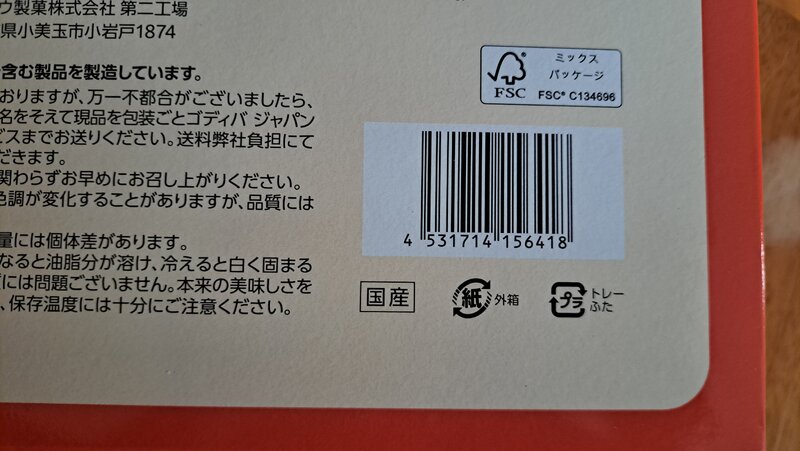 ウ製菓株式会社 第二工場
県小美玉市小岩戸1874
含む製品を製造しています。
おりますが、万一不都合がございましたら、
名をそえて現品を包装ごとゴディバ ジャパン
ビスまでお送りください。送料弊社負担にて
だきます。
関わらずお早めにお召し上がりください。
色調が変化することがありますが、品質には
量には個体差があります。
なると油脂分が溶け、冷えると白く固まる
には問題ございません。本来の美味しさを
、保存温度には十分にご注意ください。
FSC
ミックス
パッケージ
FSC® C134696
4 531714 156418
国産
紙 外箱
プラ トレー
ふた